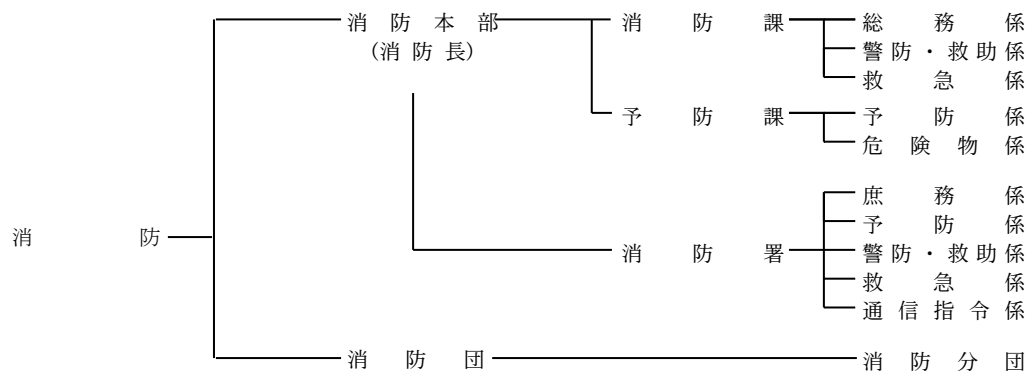 消防本部 消防課 総務係
(消防長) 警防・救助係
救急係
予防課 予防係
危険物係
庶務係
予防係
消防 消防署 警防・救助係
救急係
通信指令係
消防団 消防分団